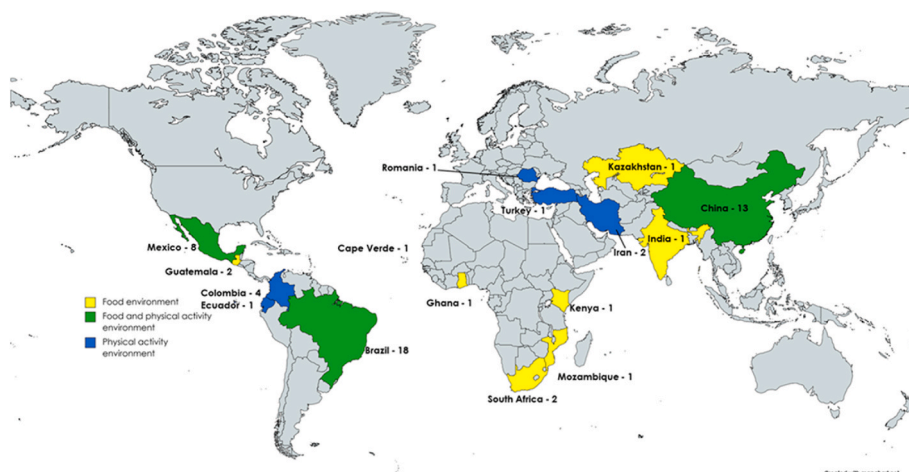 Romania - 1
Kazakhstan - 1
China - 13
Turkey - 1
Mexico - 8
Cape Verde - 1
India - 1
Iran - 2
Guatemala - 2
Colombia - 4
Ecuador - 1
Ghana - 1
Kenya - 1
Food environment
Food and physical activity
environment
Physical activity
environment
Brazil - 18
Mozambique - 1
South Africa - 2